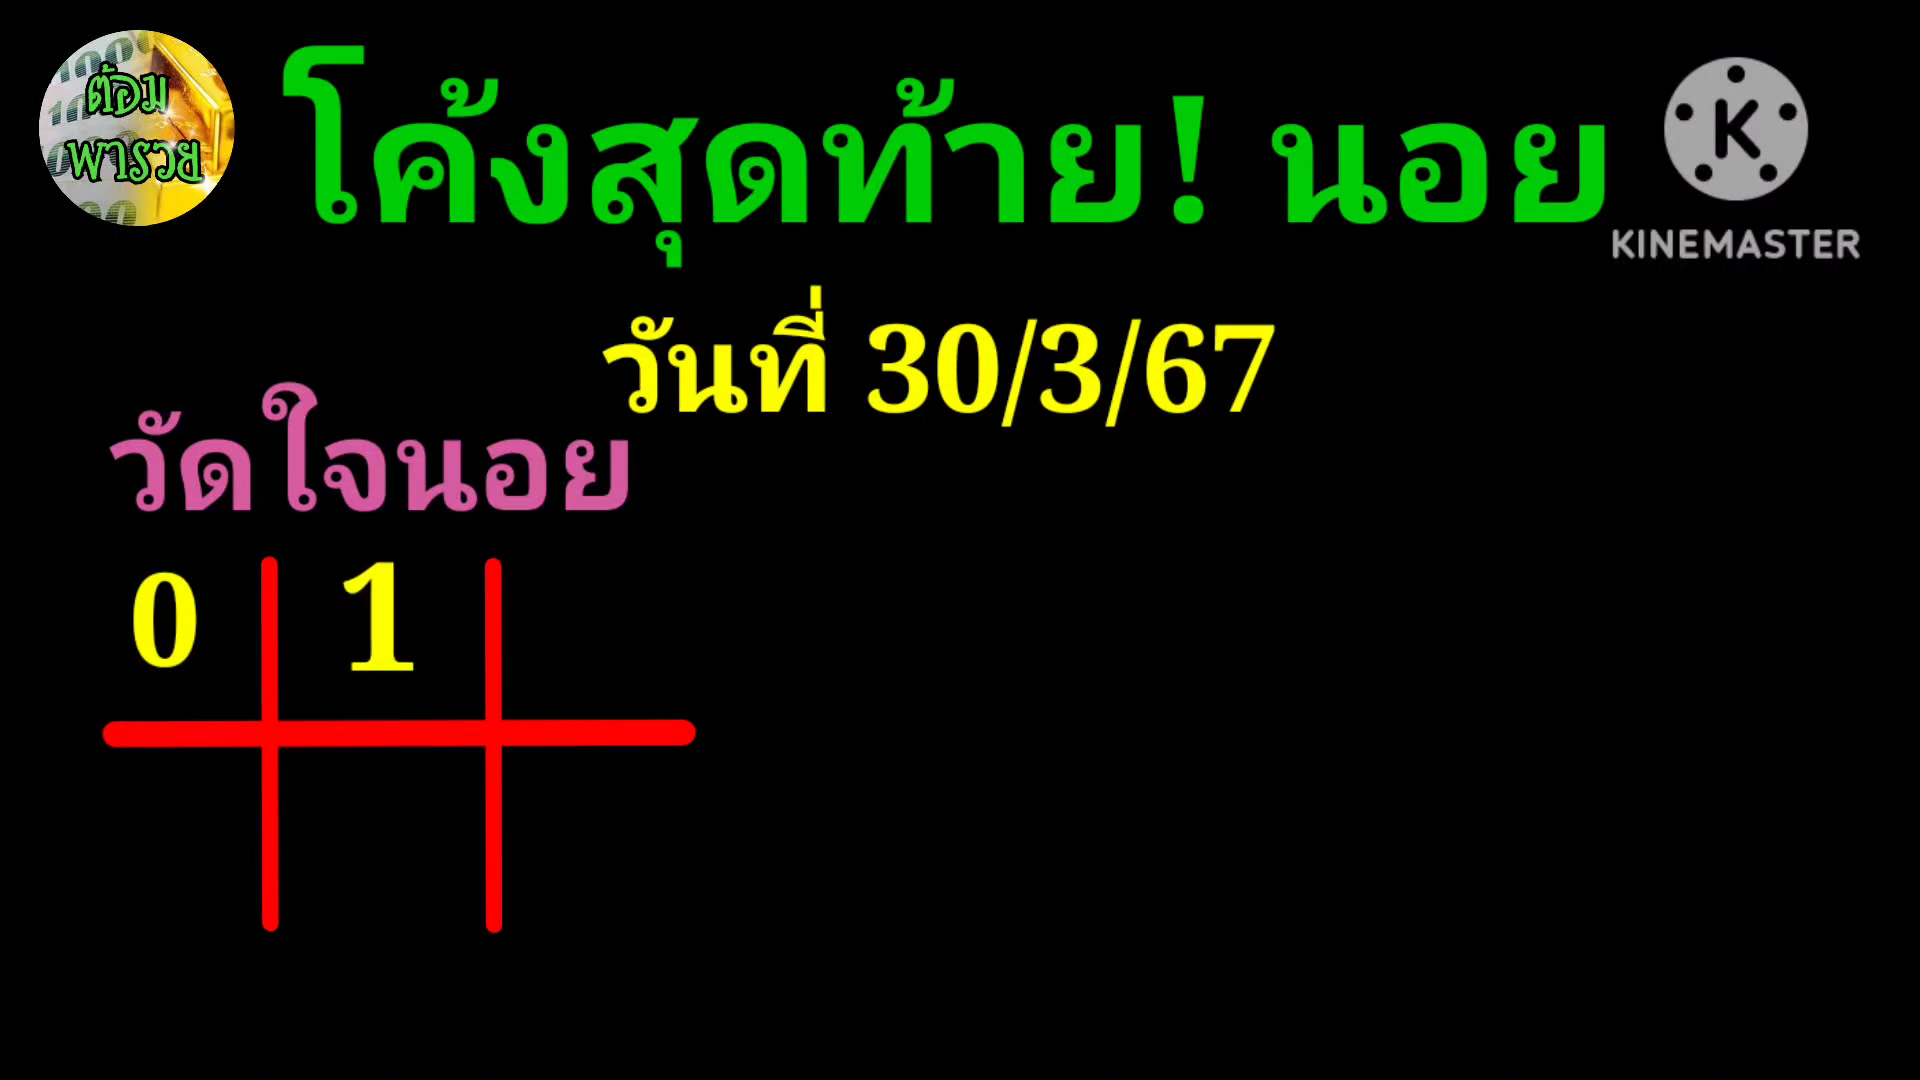 ต้อม
พารวย
โค้งสุดท้าย! นอย
KINEMASTER
วันที่ 30/3/67
วัดใจนอย
0 1